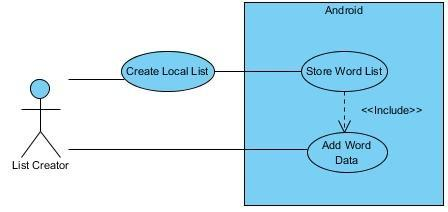 Android
Create Local List
Store Word List
<<Include>>
Add Word
Data
List Creator